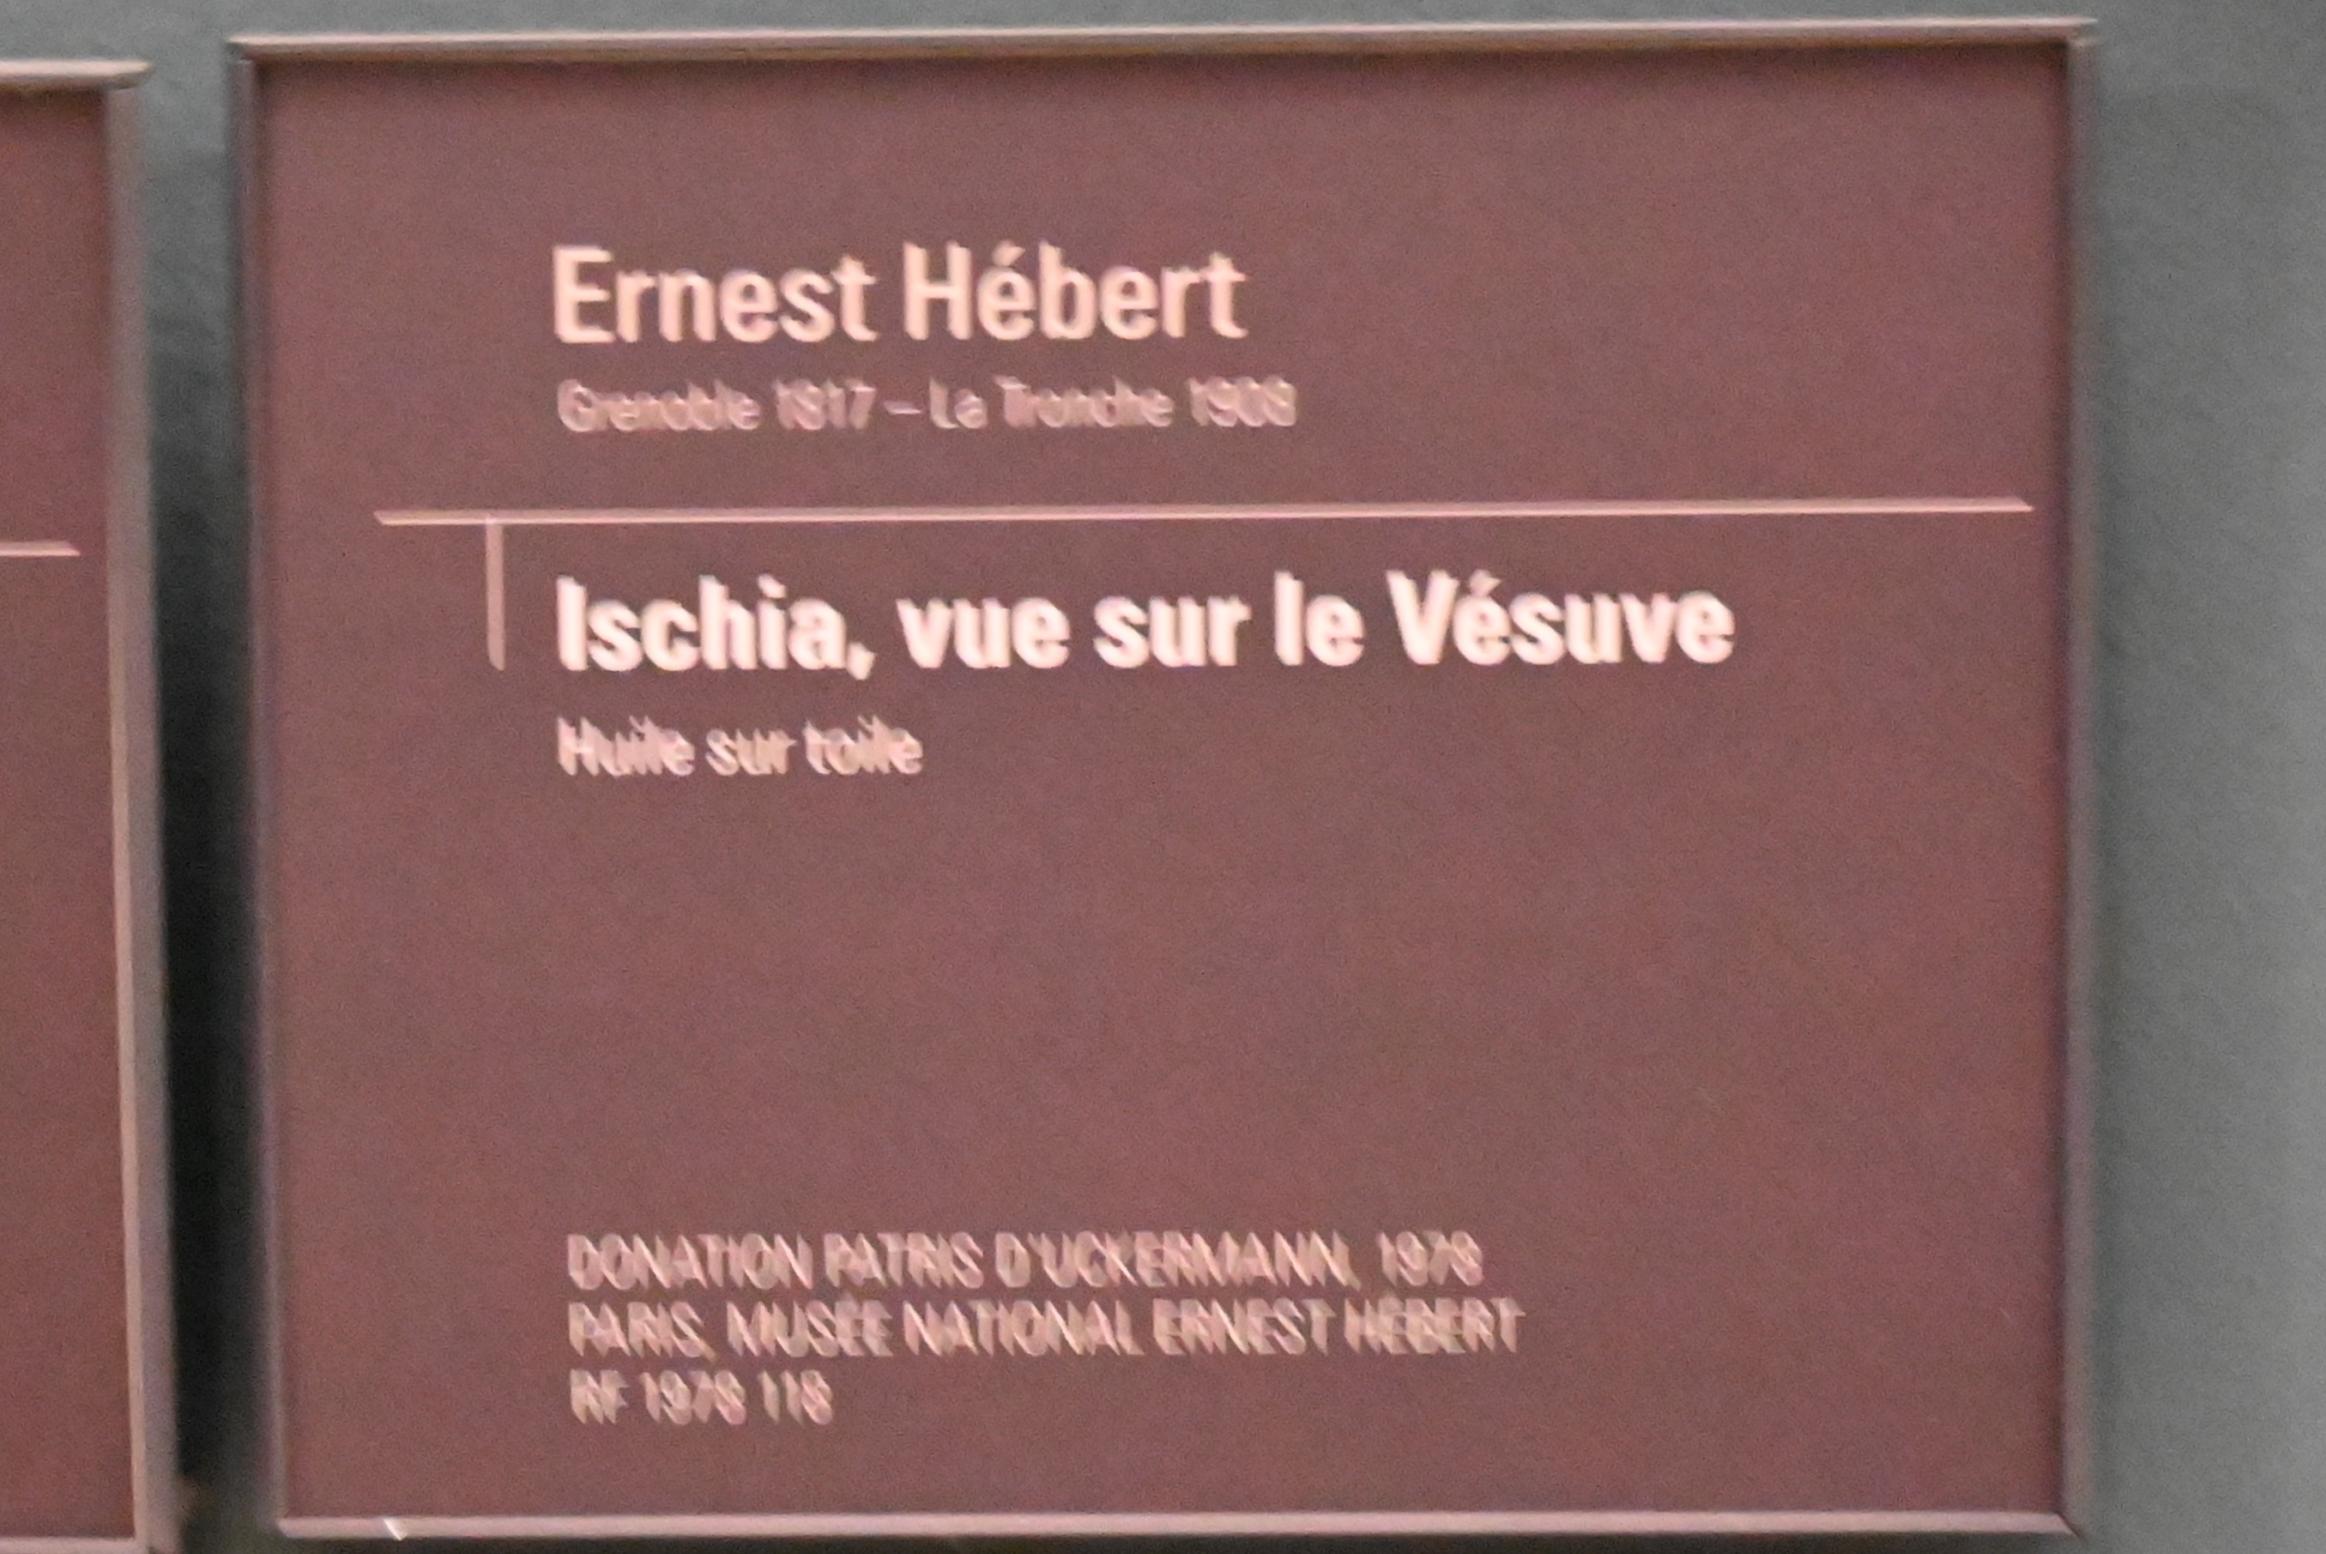 Ernest Hébert
Grenoble 1817 – La Tronche 1908
Ischia, vue sur le Vésuve
Huile sur toile
DONATION PATRIS D'UCKERMANN, 1978
PARIS, MUSÉE NATIONAL ERNEST HÉBERT
RF 1978 118